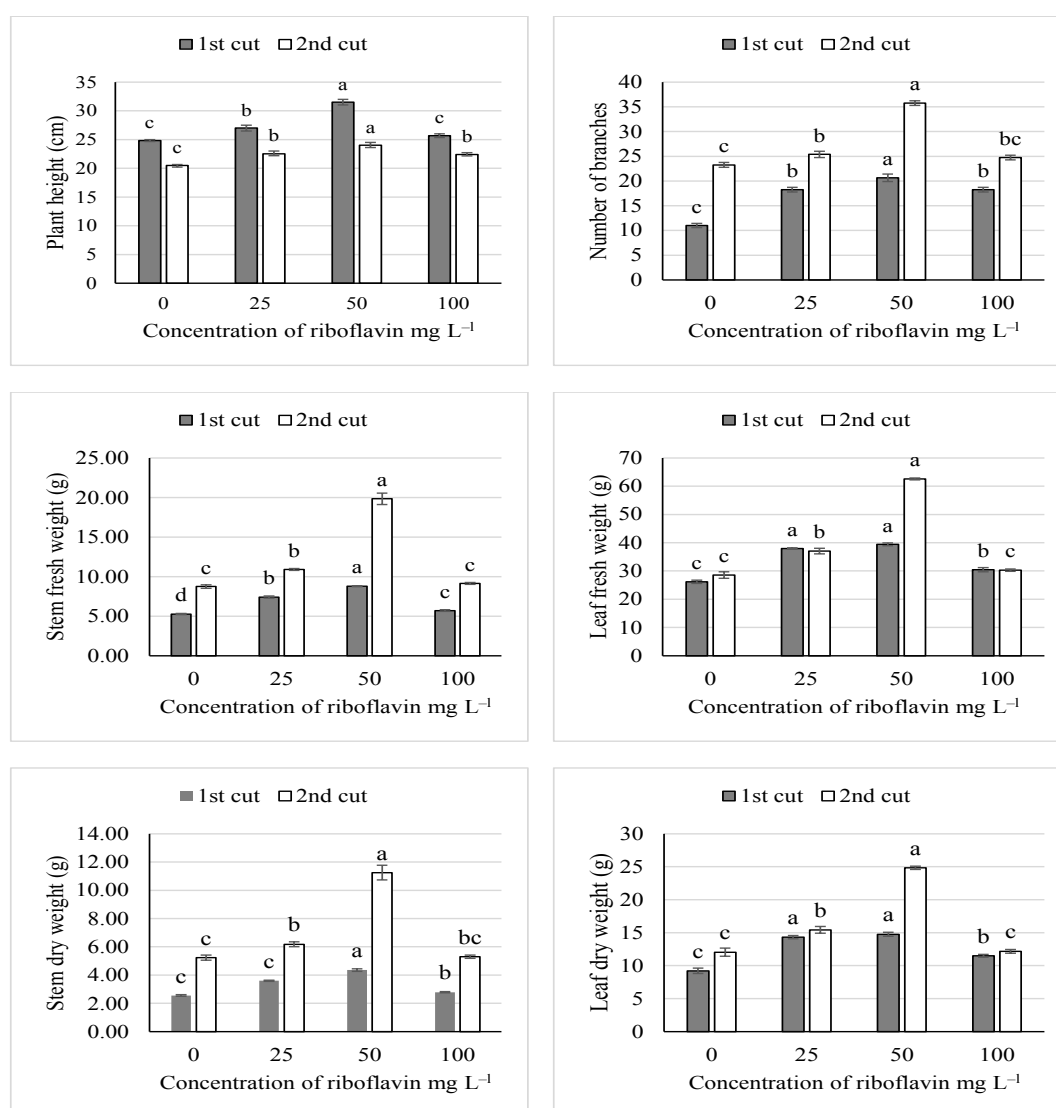 1st cut 2nd cut
Plant height (cm)
35
30
25
20
15
10
5
0
c c b b a a c b
0 25 50 100
Concentration of riboflavin mg L⁻¹
1st cut 2nd cut
Number of branches
40
35
30
25
20
15
10
5
0
c c b b a a b bc
0 25 50 100
Concentration of riboflavin mg L⁻¹
1st cut 2nd cut
Stem fresh weight (g)
25.00
20.00
15.00
10.00
5.00
0.00
d c b b a a c c
0 25 50 100
Concentration of riboflavin mg L⁻¹
1st cut 2nd cut
Leaf fresh weight (g)
70
60
50
40
30
20
10
0
c c a b a a b c
0 25 50 100
Concentration of riboflavin mg L⁻¹
1st cut 2nd cut
Stem dry weight (g)
14.00
12.00
10.00
8.00
6.00
4.00
2.00
0.00
c c c b a a b bc
0 25 50 100
Concentration of riboflavin mg L⁻¹
1st cut 2nd cut
Leaf dry weight (g)
30
25
20
15
10
5
0
c c a b a a b c
0 25 50 100
Concentration of riboflavin mg L⁻¹